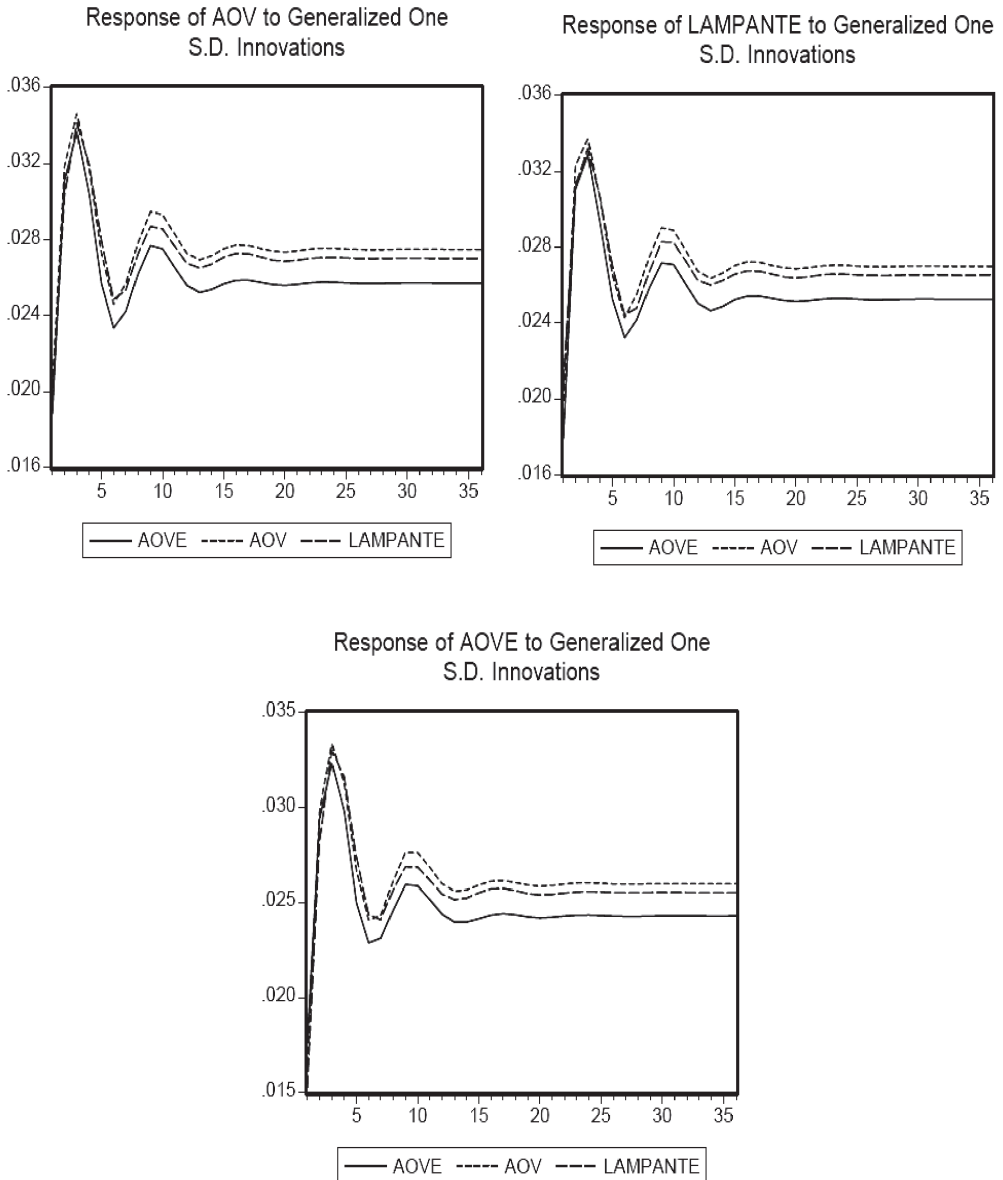 Response of AOV to Generalized One
S.D. Innovations
.036
.032
.028
.024
.020
.016
5 10 15 20 25 30 35
AOVE AOV LAMPANTE
Response of LAMPANTE to Generalized One
S.D. Innovations
.036
.032
.028
.024
.020
.016
5 10 15 20 25 30 35
AOVE AOV LAMPANTE
Response of AOVE to Generalized One
S.D. Innovations
.035
.030
.025
.020
.015
5 10 15 20 25 30 35
AOVE AOV LAMPANTE